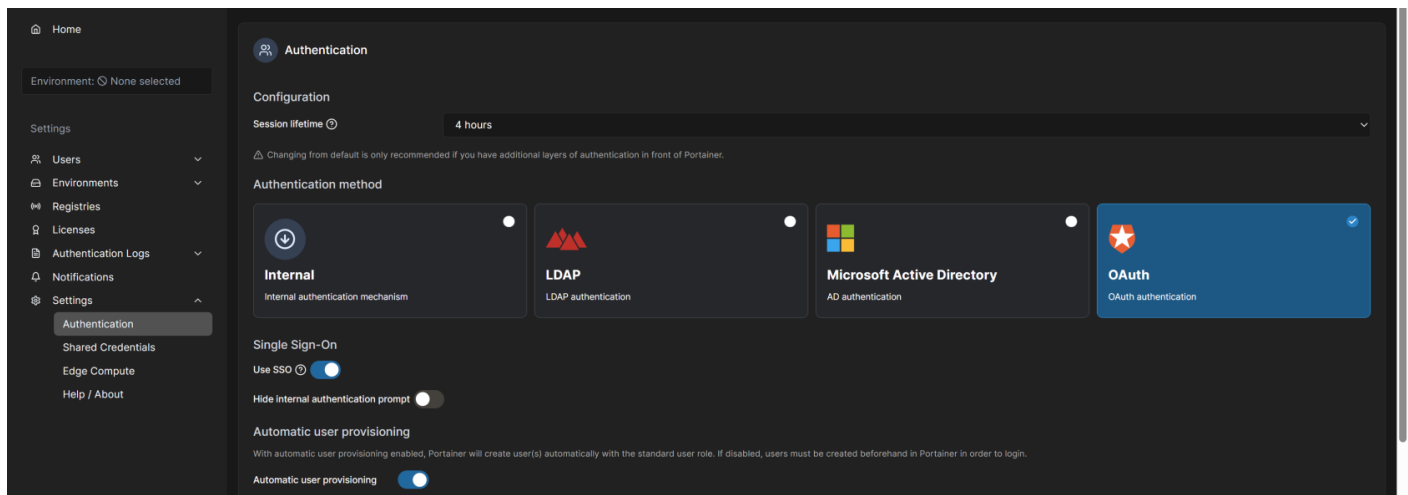 Home
Environment: None selected
Settings
Users
Environments
Registries
Licenses
Authentication Logs
Notifications
Settings
Authentication
Shared Credentials
Edge Compute
Help / About
Authentication
Configuration
Session lifetime
4 hours
Changing from default is only recommended if you have additional layers of authentication in front of Portainer.
Authentication method
Internal
Internal authentication mechanism
LDAP
LDAP authentication
Microsoft Active Directory
AD authentication
OAuth
OAuth authentication
Single Sign-On
Use SSO
Hide internal authentication prompt
Automatic user provisioning
With automatic user provisioning enabled, Portainer will create user(s) automatically with the standard user role. If disabled, users must be created beforehand in Portainer in order to login.
Automatic user provisioning